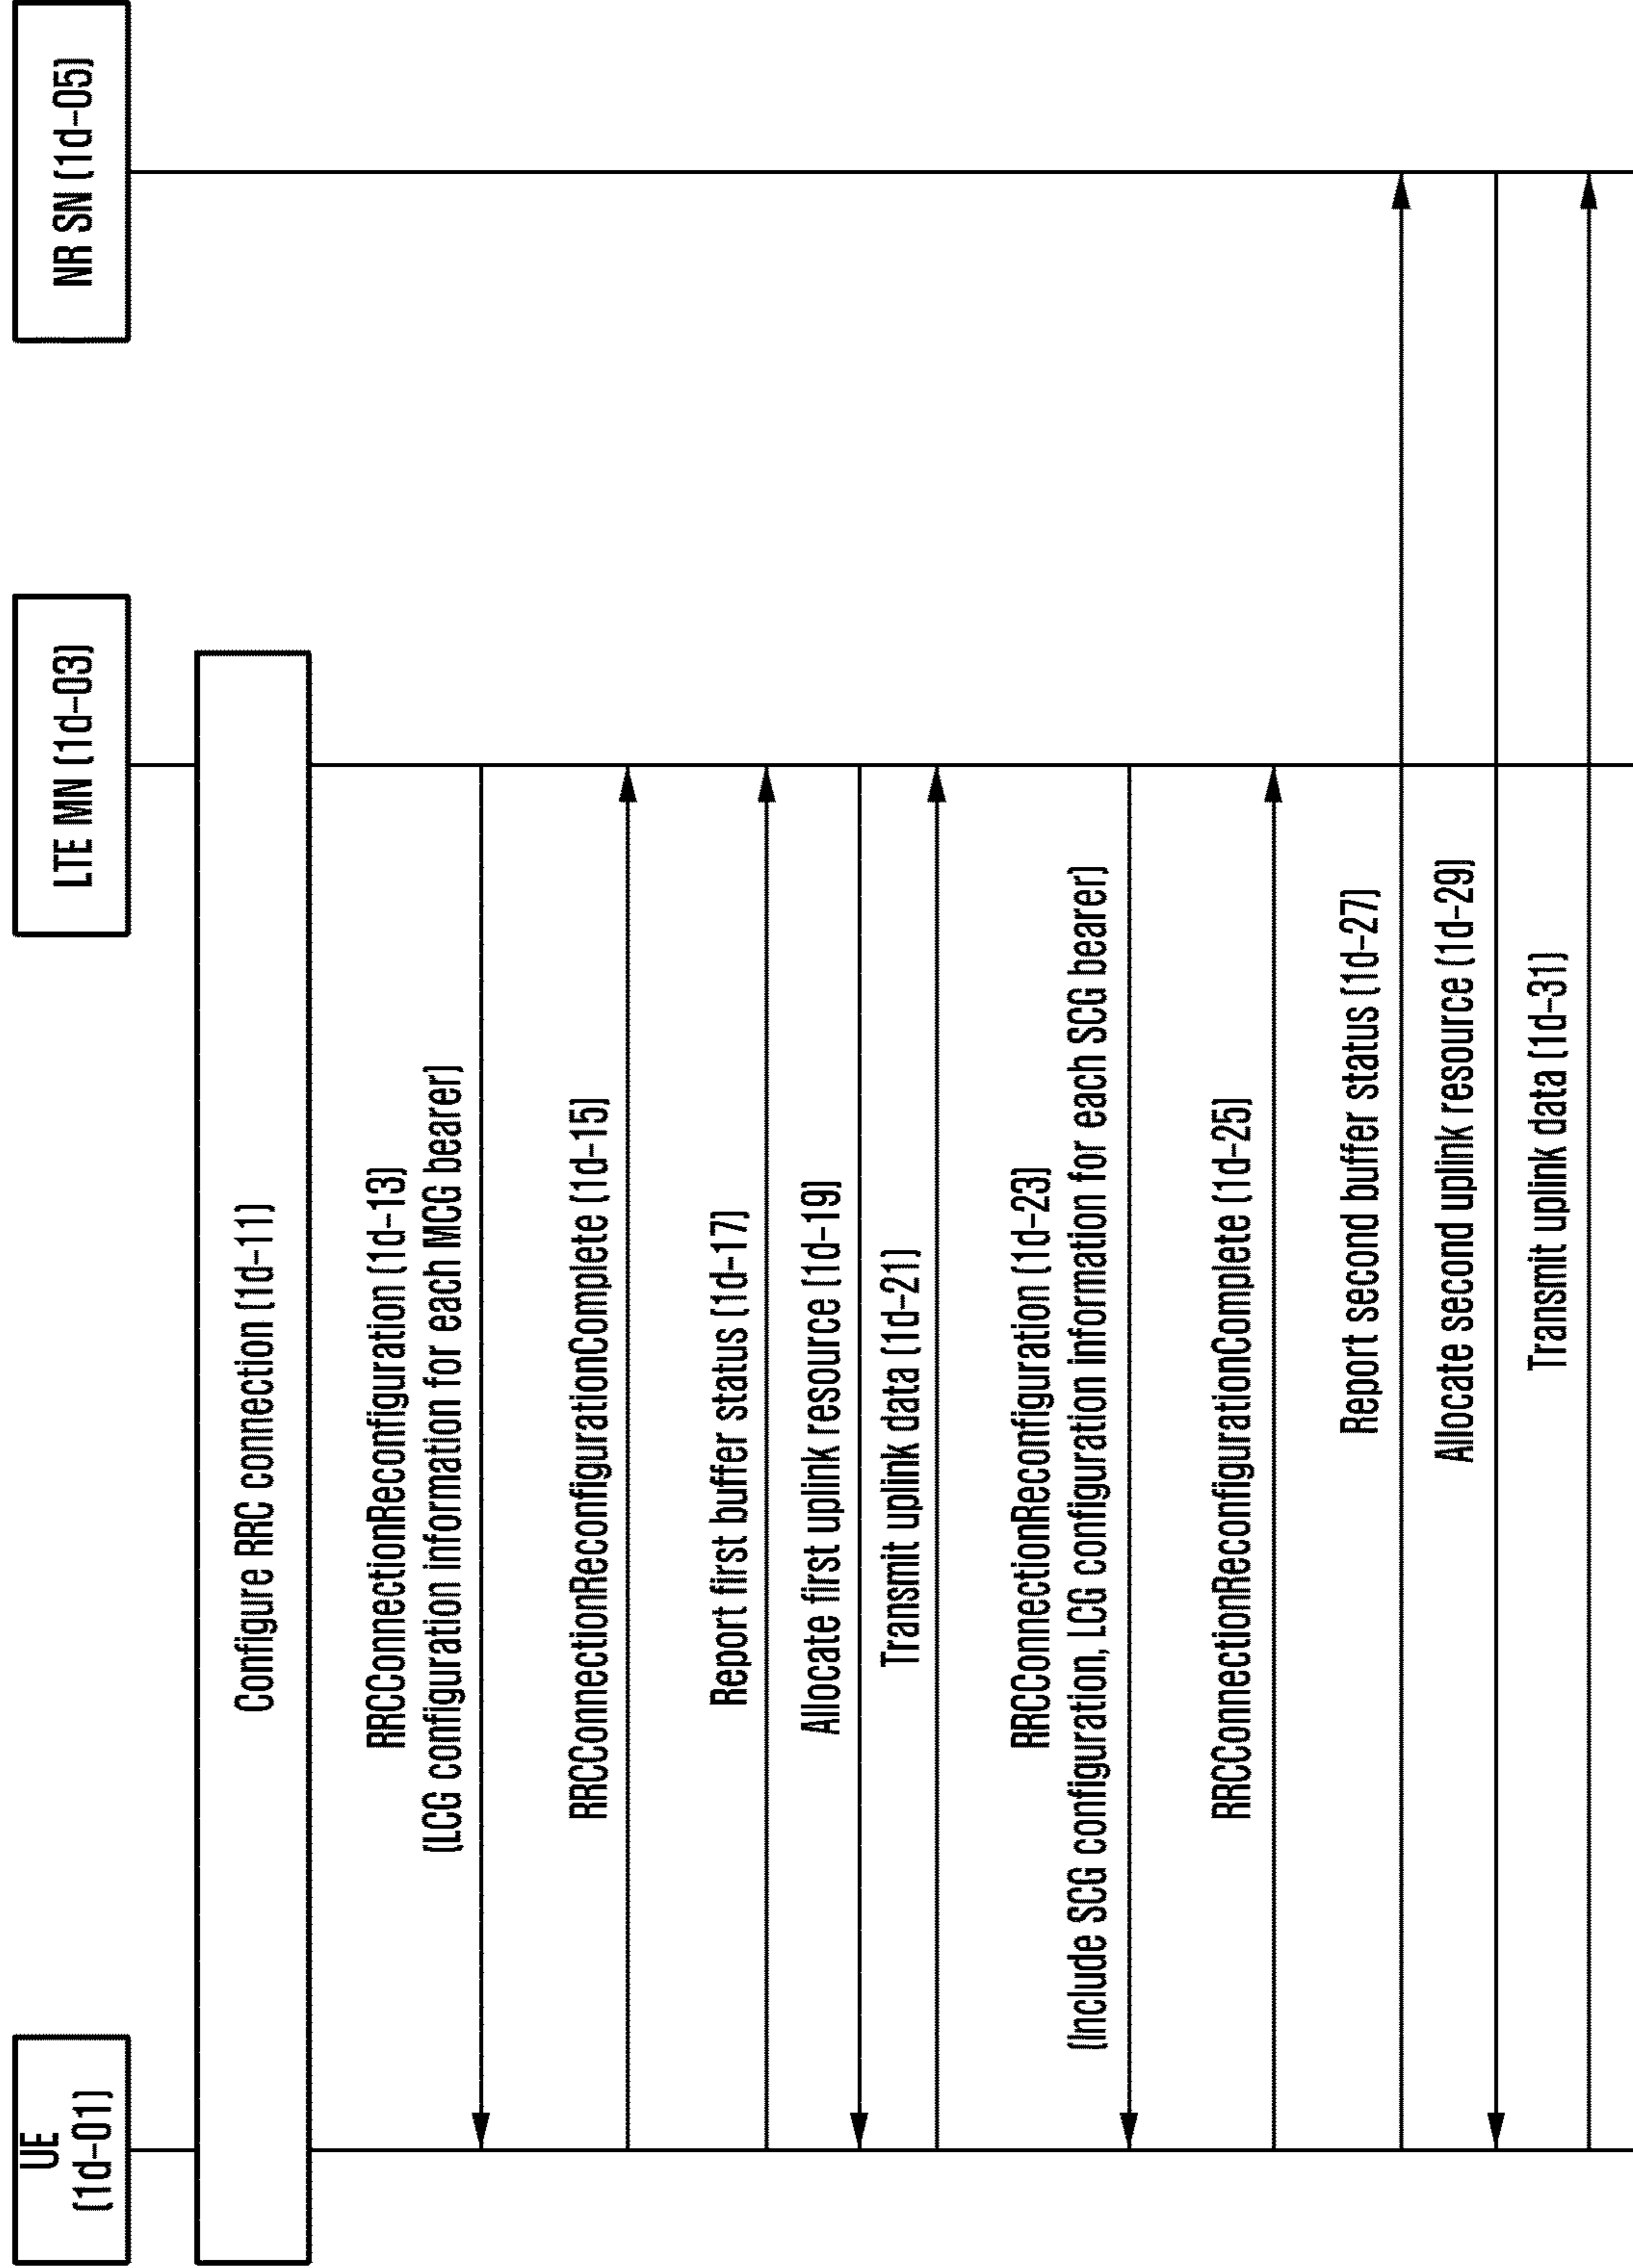 UE
(1d-01)
LTE MN (1d-03)
NR SN (1d-05)
Configure RRC connection (1d-11)
RRCConnectionReconfiguration (1d-13)
(LCG configuration information for each MCG bearer)
RRCConnectionReconfigurationComplete (1d-15)
Report first buffer status (1d-17)
Allocate first uplink resource (1d-19)
Transmit uplink data (1d-21)
RRCConnectionReconfiguration (1d-23)
(Include SCG configuration, LCG configuration information for each SCG bearer)
RRCConnectionReconfigurationComplete (1d-25)
Report second buffer status (1d-27)
Allocate second uplink resource (1d-29)
Transmit uplink data (1d-31)